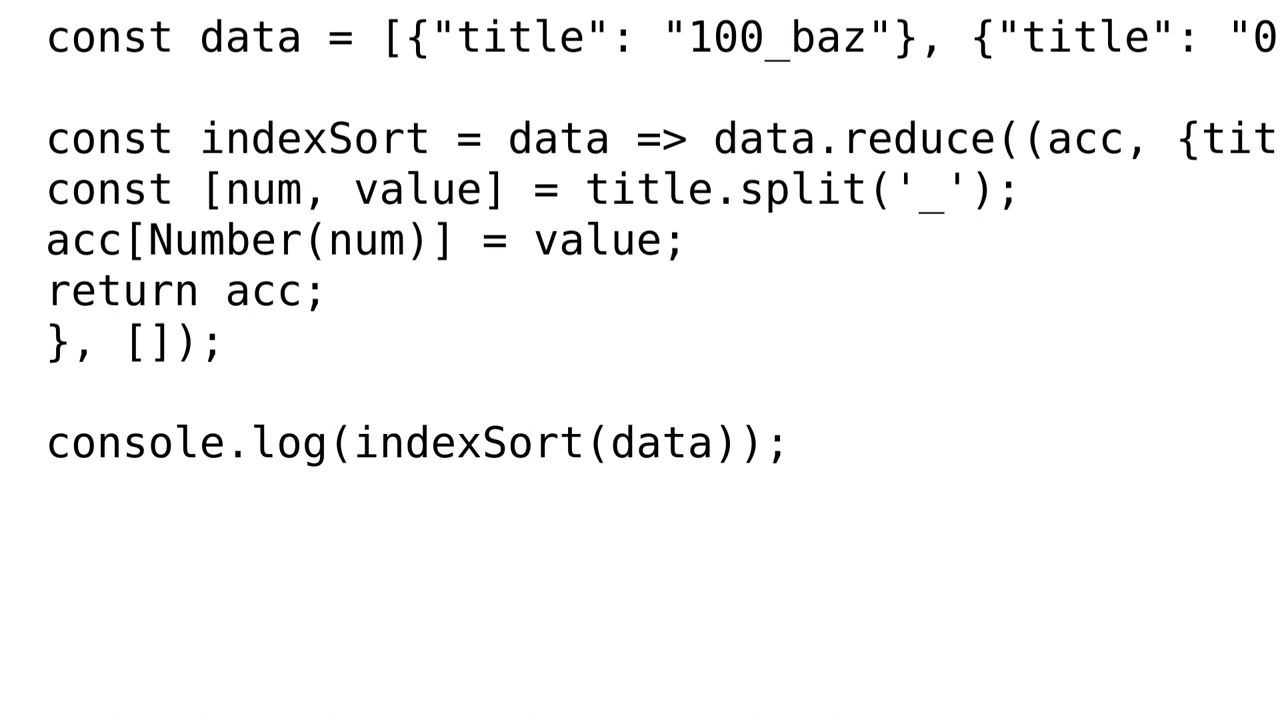 const data = [{"title": "100_baz"}, {"title": "0
const indexSort = data => data.reduce((acc, {tit
const [num, value] = title.split('_');
acc[Number(num)] = value;
return acc;
}, []);
console.log(indexSort(data));